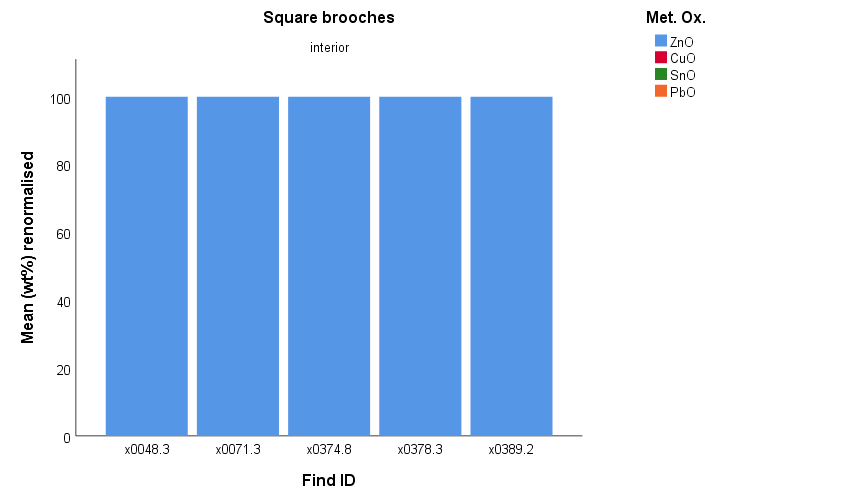 Square brooches
interior
Met. Ox.
ZnO
CuO
SnO
PbO
Mean (wt%) renormalised
100
80
60
40
20
0
x0048.3 x0071.3 x0374.8 x0378.3 x0389.2
Find ID